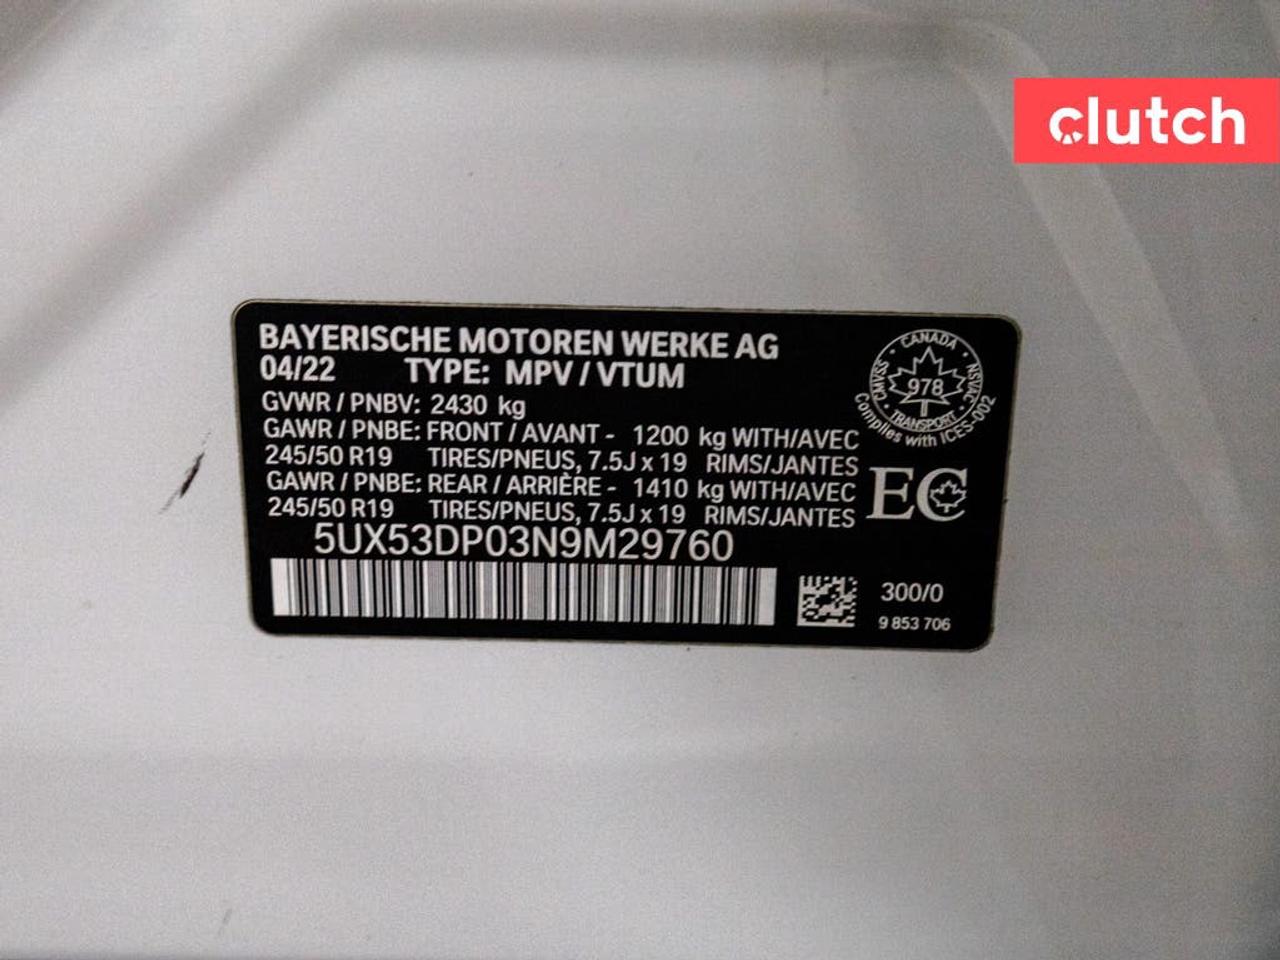 clutch
BAYERISCHE MOTOREN WERKE AG
04/22 TYPE: MPV / VTUM
GVWR / PNBV: 2430 kg
GAWR / PNBE: FRONT / AVANT - 1200 kg WITH/AVEC
245/50 R19 TIRES/PNEUS, 7.5J x 19 RIMS/JANTES
GAWR / PNBE: REAR / ARRIÈRE - 1410 kg WITH/AVEC
245/50 R19 TIRES/PNEUS, 7.5J x 19 RIMS/JANTES
5UX53DP03N9M29760
CANADA
CMVSS
NSVAC
978
TRANSPORT
Complies with ICES-002
EC
300/0
9 853 706